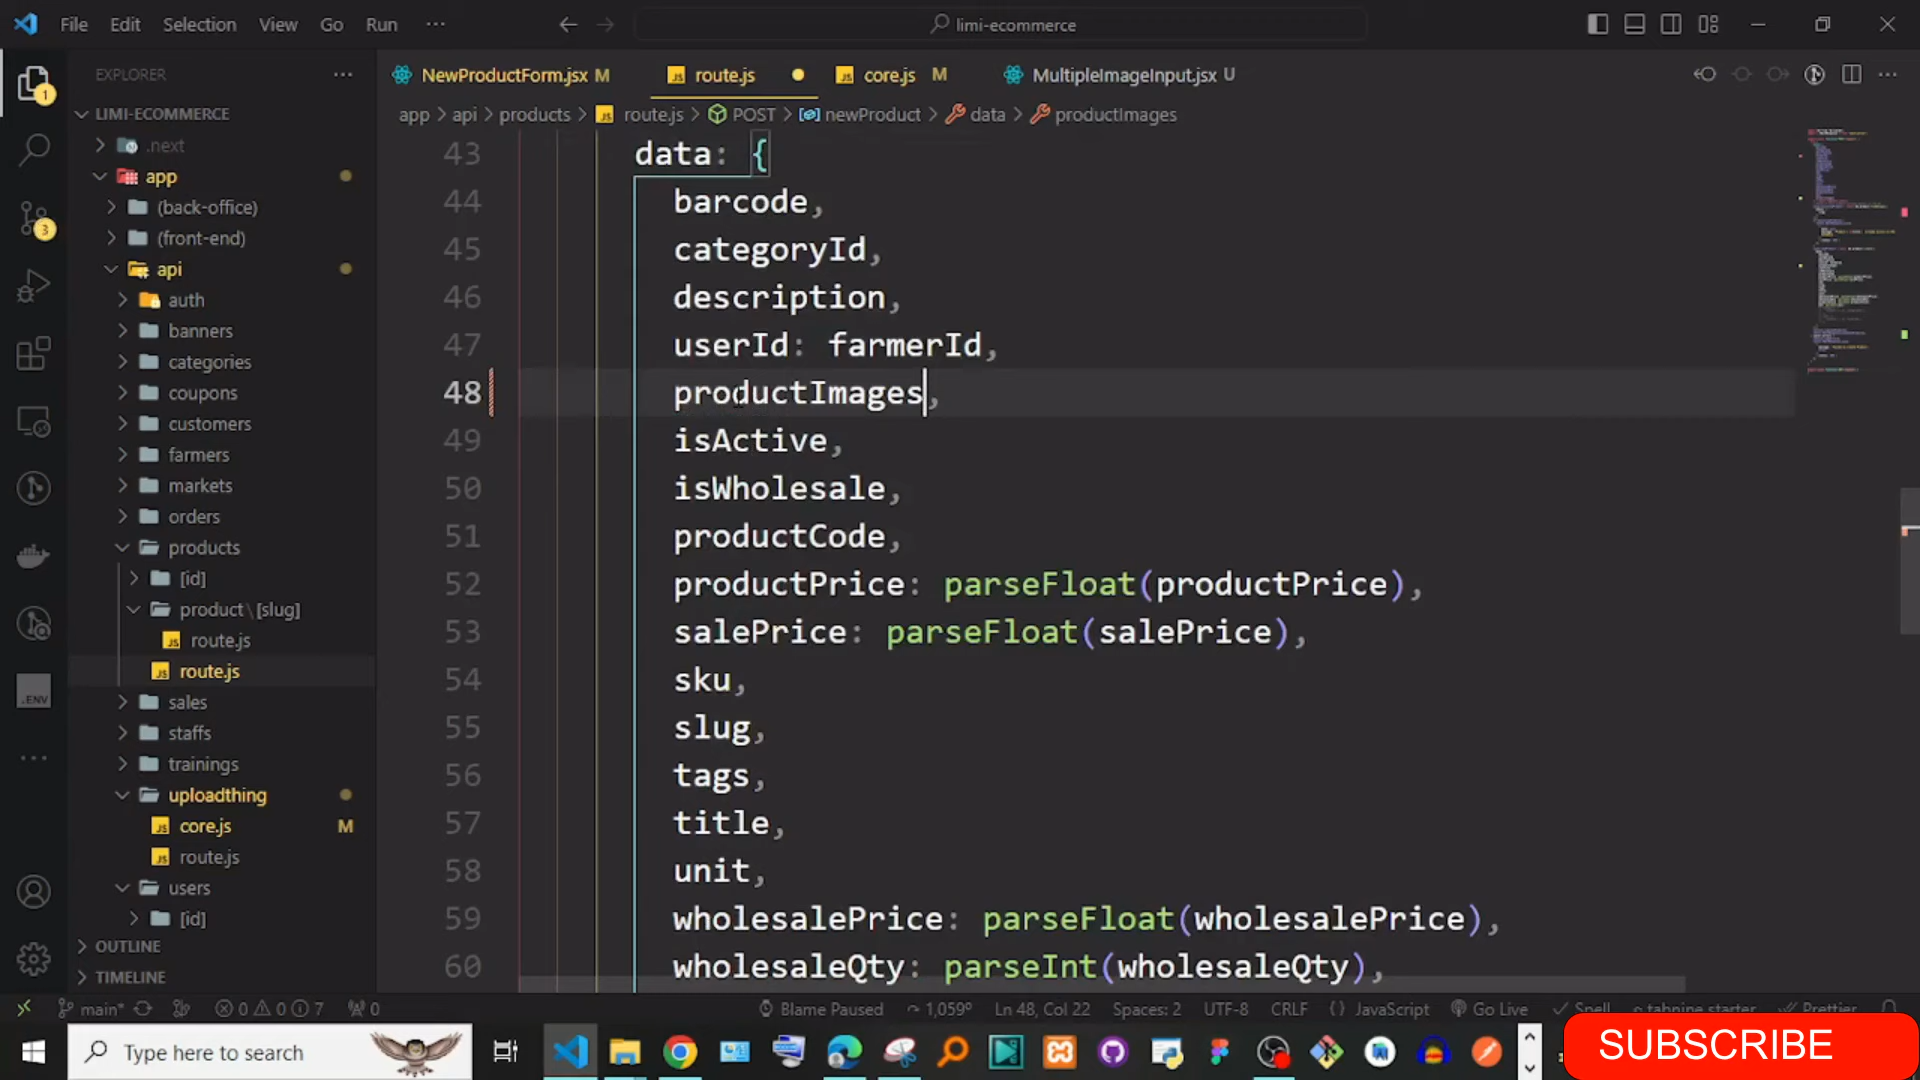 File Edit Selection View Go Run ··· limi-ecommerce
EXPLORER ···
NewProductForm.jsx M route.js core.js M MultipleImageInput.jsx U
app > api > products > route.js > POST > newProduct > data > productImages
LIMI-ECOMMERCE
.next
app
(back-office)
(front-end)
api
auth
banners
categories
coupons
customers
farmers
markets
orders
products
[id]
product\[slug]
route.js
route.js
sales
staffs
trainings
uploadthing
core.js M
route.js
users
[id]
OUTLINE
TIMELINE
1
3
.ENV
43 data: {
44 barcode,
45 categoryId,
46 description,
47 userId: farmerId,
48 productImages,
49 isActive,
50 isWholesale,
51 productCode,
52 productPrice: parseFloat(productPrice),
53 salePrice: parseFloat(salePrice),
54 sku,
55 slug,
56 tags,
57 title,
58 unit,
59 wholesalePrice: parseFloat(wholesalePrice),
60 wholesaleQty: parseInt(wholesaleQty),
main* 0 0 7 0 Blame Paused 1,059° Ln 48, Col 22 Spaces: 2 UTF-8 CRLF {} JavaScript Go Live Spell tabnine starter Prettier
Type here to search
SUBSCRIBE